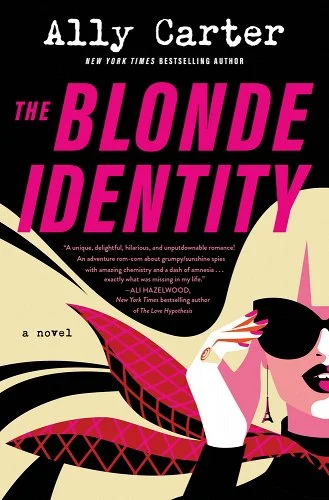 Ally Carter
NEW YORK TIMES BESTSELLING AUTHOR
THE BLONDE
IDENTITY
"A unique, delightful, hilarious, and unputdownable romance!
An adventure rom-com about grumpy/sunshine spies
with amazing chemistry and a dash of amnesia . . .
exactly what was missing in my life."
—ALI HAZELWOOD,
New York Times bestselling author
of The Love Hypothesis
a novel